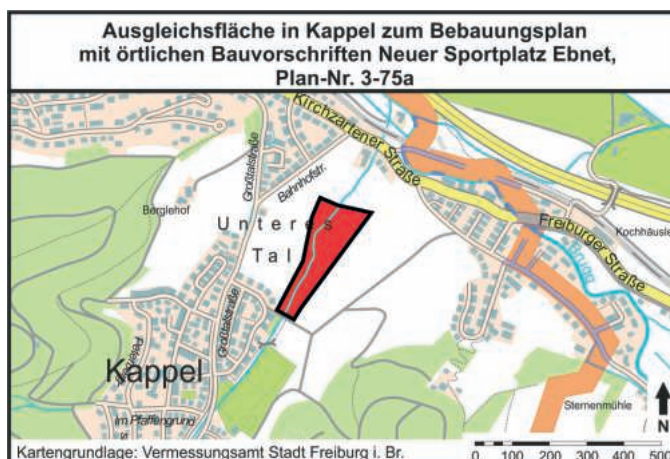 Ausgleichsfläche in Kappel zum Bebauungsplan
mit örtlichen Bauvorschriften Neuer Sportplatz Ebnet,
Plan-Nr. 3-75a
Kirchzartener Straße
Großtalstraße
Bahnhofstr.
Berglehof
Unteres
Tal
Freiburger Straße
Kochhäusle
Brugga
Großtalstraße
Kappel
im Pfaffengrund
Sternenmühle
N
Kartengrundlage: Vermessungsamt Stadt Freiburg i. Br.
0 100 200 300 400 500